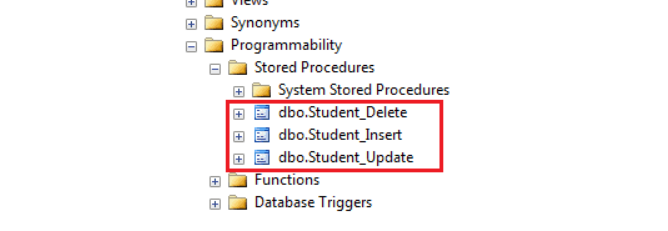 Views
Synonyms
Programmability
Stored Procedures
System Stored Procedures
dbo.Student_Delete
dbo.Student_Insert
dbo.Student_Update
Functions
Database Triggers